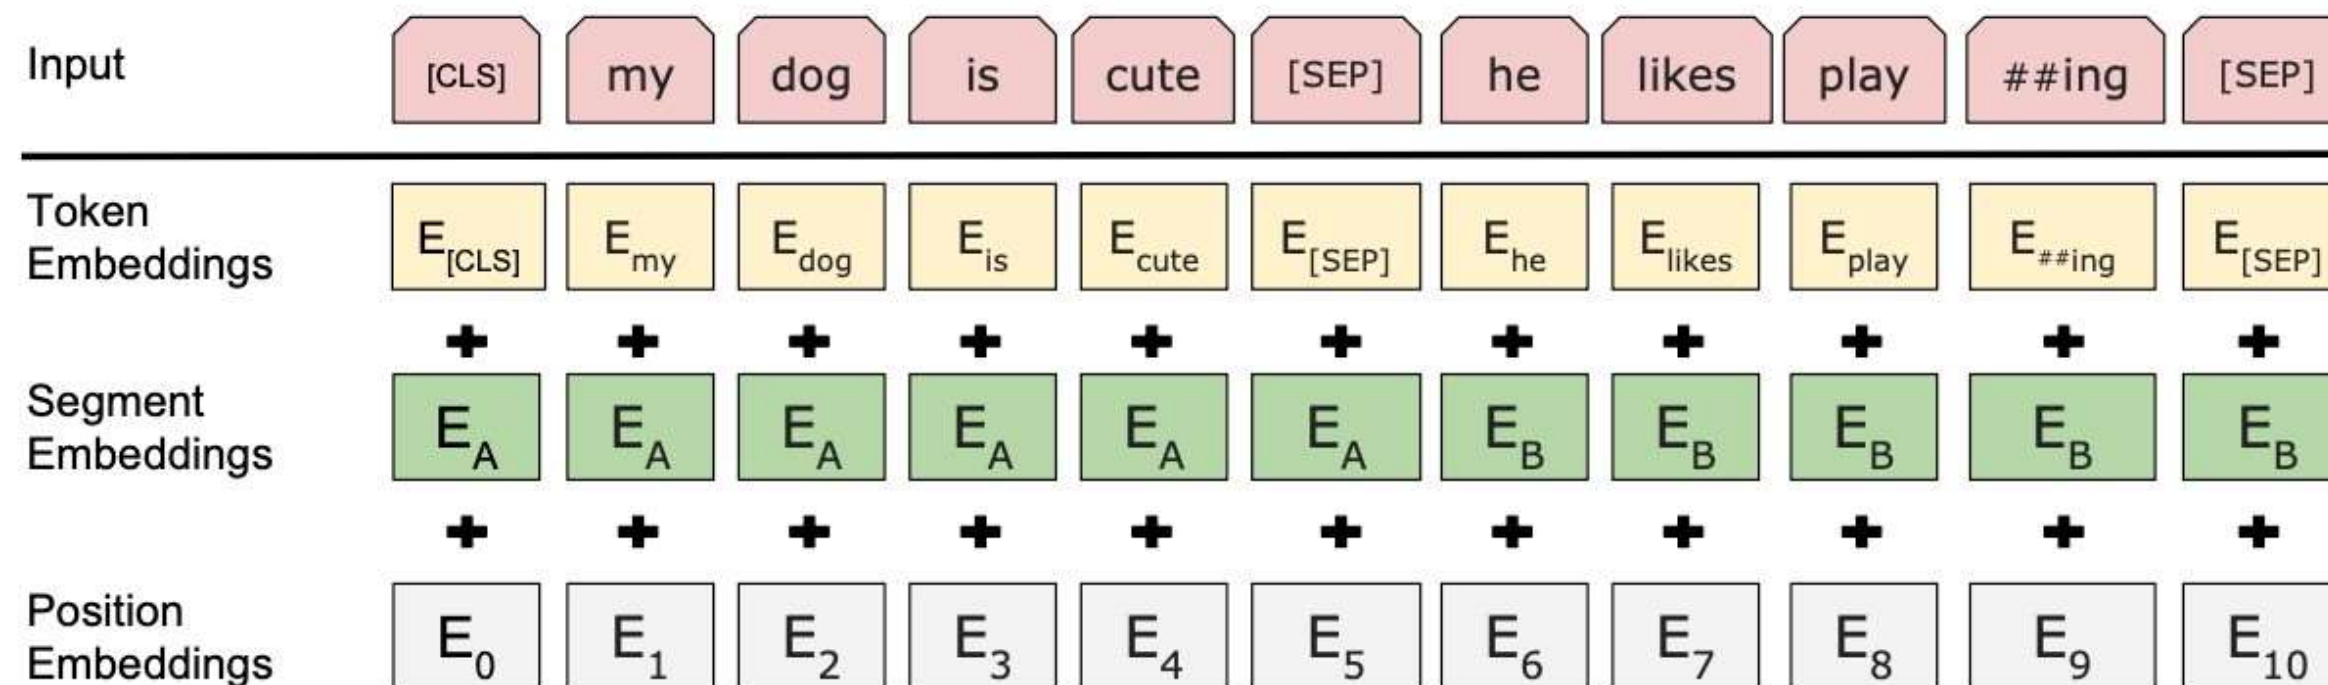 Input [CLS] my dog is cute [SEP] he likes play ##ing [SEP]
Token
Embeddings
E[CLS] Emy Edog Eis Ecute E[SEP] Ehe Elikes Eplay E##ing E[SEP]
+ + + + + + + + + + +
Segment
Embeddings
EA EA EA EA EA EA EB EB EB EB EB
+ + + + + + + + + + +
Position
Embeddings
E0 E1 E2 E3 E4 E5 E6 E7 E8 E9 E10